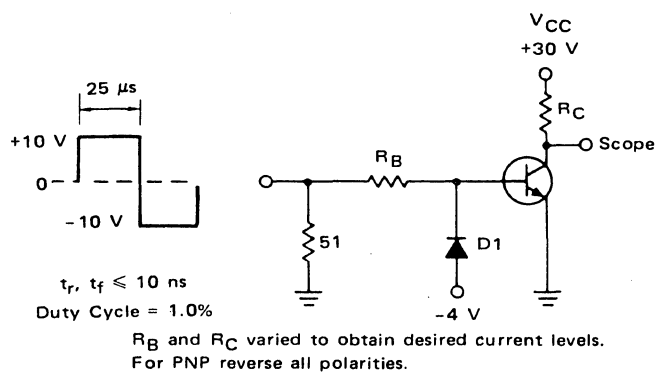 VCC
+30 V
25 μs
RC
+10 V
Scope
RB
0
51
D1
−10 V
tr, tf ⩽ 10 ns
−4 V
Duty Cycle = 1.0%
RB and RC varied to obtain desired current levels.
For PNP reverse all polarities.